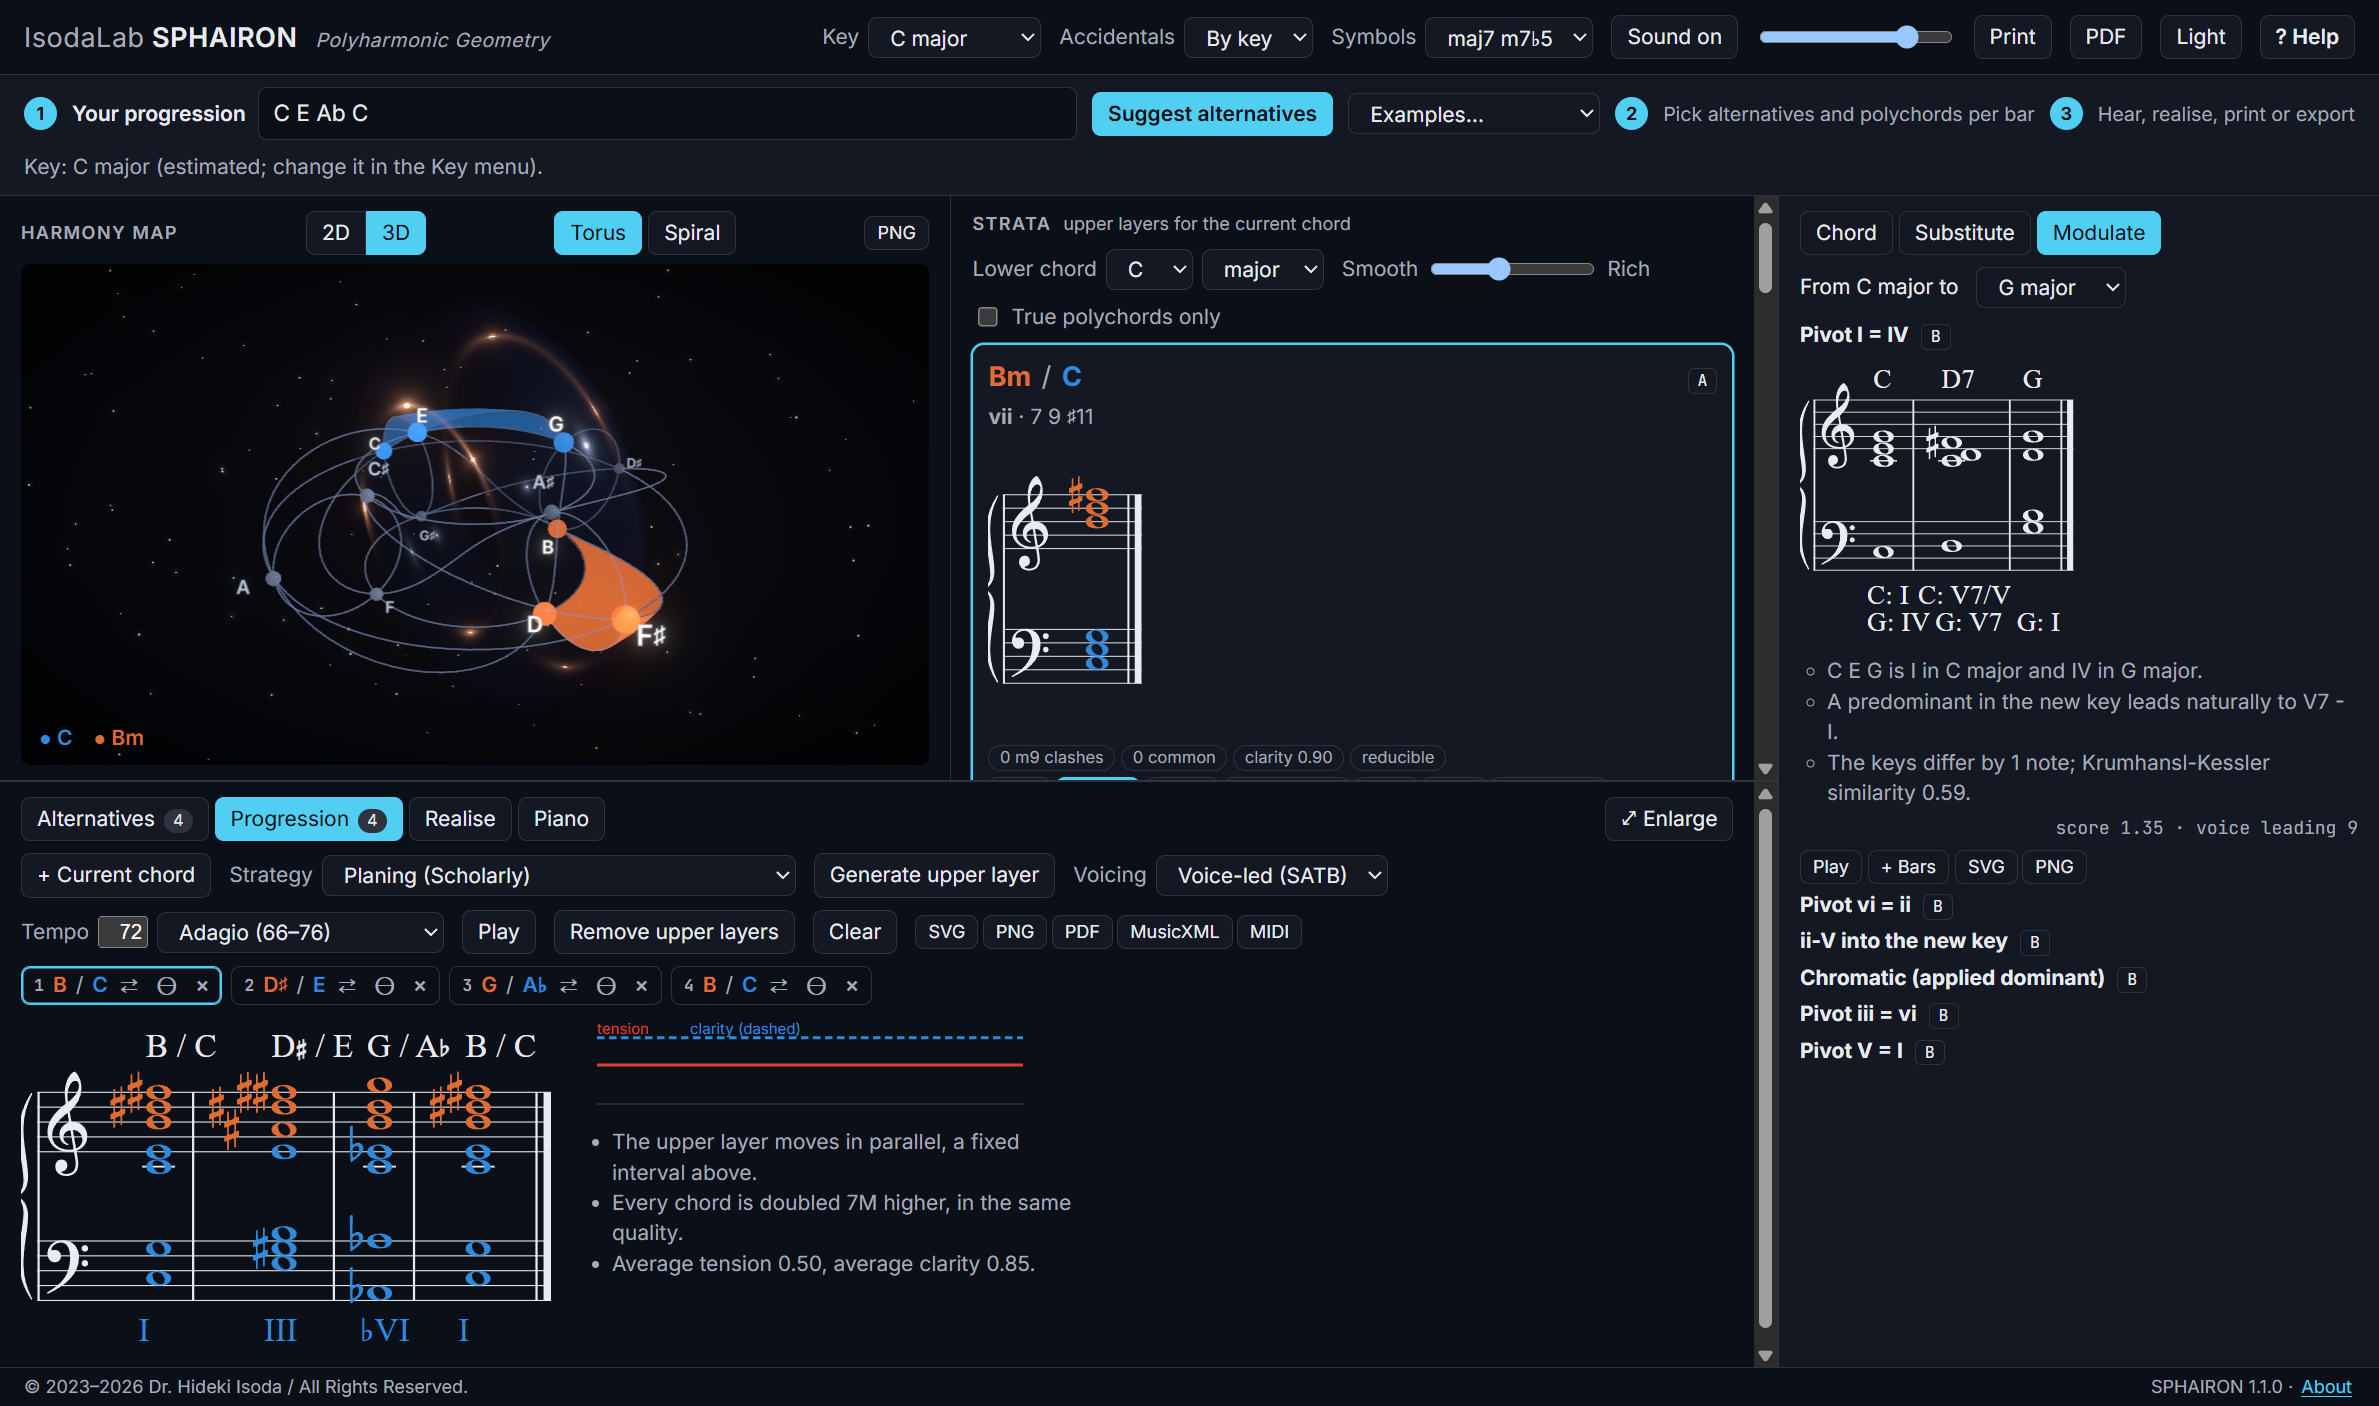 IsodaLab SPHAIRON Polyharmonic Geometry Key C major Accidentals By key Symbols maj7 m7♭5 Sound on Print PDF Light ? Help
1 Your progression C E Ab C Suggest alternatives Examples... 2 Pick alternatives and polychords per bar 3 Hear, realise, print or export
Key: C major (estimated; change it in the Key menu).
HARMONY MAP 2D 3D Torus Spiral PNG
E
G
C
C♯
D♯
A♯
G♯
B
A
F
D
F♯
● C ● Bm
STRATA upper layers for the current chord
Lower chord C major Smooth Rich
True polychords only
Bm / C A
vii · 7 9 ♯11
0 m9 clashes 0 common clarity 0.90 reducible
Chord Substitute Modulate
From C major to G major
Pivot I = IV B
C D7 G
C: I C: V7/V
G: IV G: V7 G: I
◦ C E G is I in C major and IV in G major.
◦ A predominant in the new key leads naturally to V7 -
I.
◦ The keys differ by 1 note; Krumhansl-Kessler
similarity 0.59.
score 1.35 · voice leading 9
Play + Bars SVG PNG
Pivot vi = ii B
ii-V into the new key B
Chromatic (applied dominant) B
Pivot iii = vi B
Pivot V = I B
Alternatives 4 Progression 4 Realise Piano ⤢ Enlarge
+ Current chord Strategy Planing (Scholarly) Generate upper layer Voicing Voice-led (SATB)
Tempo 72 Adagio (66–76) Play Remove upper layers Clear SVG PNG PDF MusicXML MIDI
1 B / C ⇄ ⊖ × 2 D♯ / E ⇄ ⊖ × 3 G / A♭ ⇄ ⊖ × 4 B / C ⇄ ⊖ ×
B / C D♯ / E G / A♭ B / C
I III ♭VI I
tension clarity (dashed)
• The upper layer moves in parallel, a fixed
interval above.
• Every chord is doubled 7M higher, in the same
quality.
• Average tension 0.50, average clarity 0.85.
© 2023–2026 Dr. Hideki Isoda / All Rights Reserved. SPHAIRON 1.1.0 · About